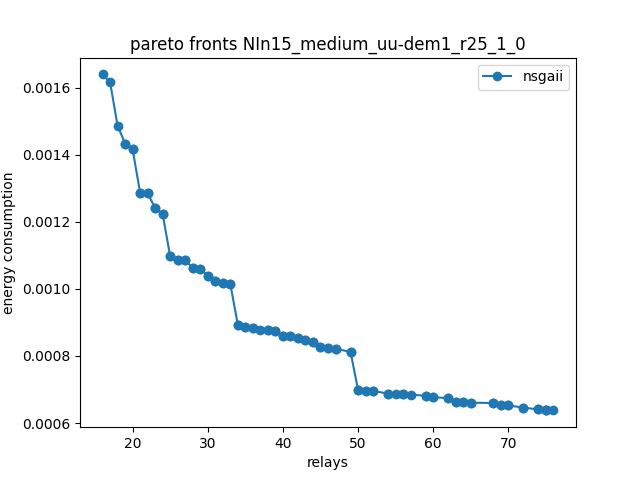 pareto fronts NIn15_medium_uu-dem1_r25_1_0
nsgaii
0.0016
0.0014
0.0012
0.0010
0.0008
0.0006
energy consumption
20 30 40 50 60 70
relays